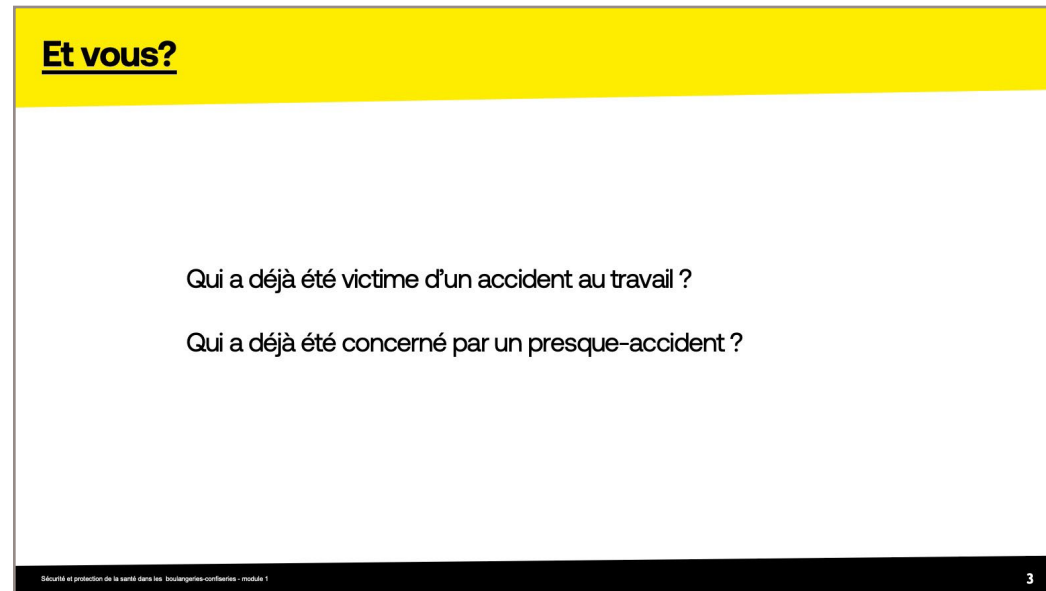 Et vous?
Qui a déjà été victime d’un accident au travail ?
Qui a déjà été concerné par un presque-accident ?
Sécurité et protection de la santé dans les boulangeries-confiseries - module 1
3